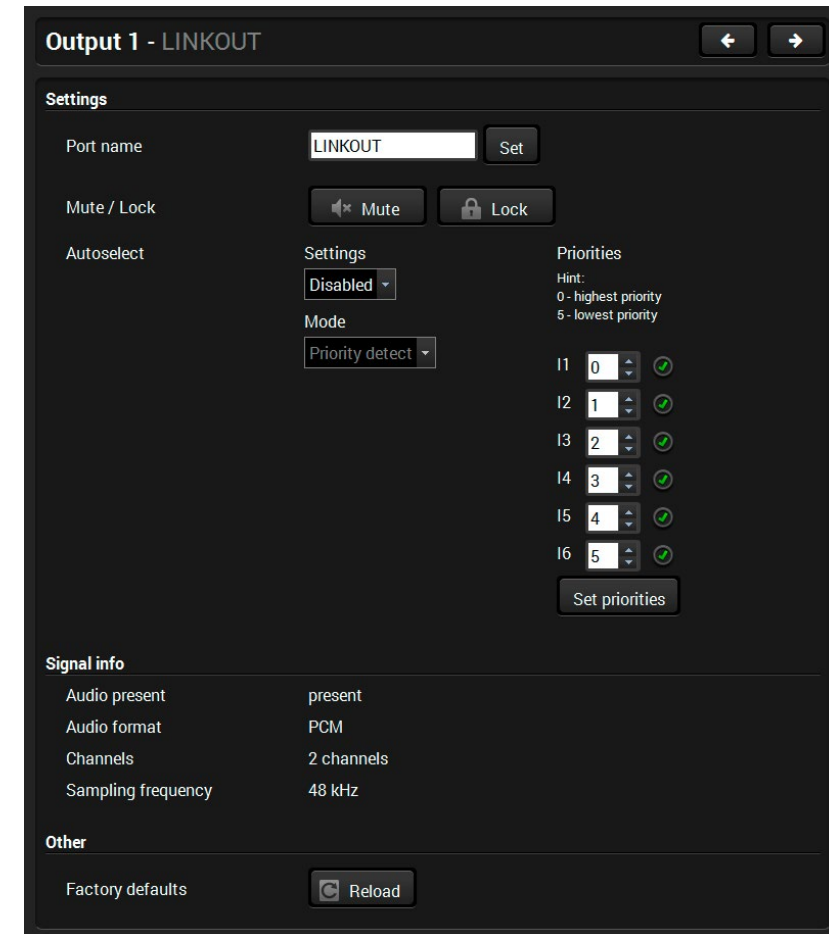 Output 1 - LINKOUT
Settings
Port name
LINKOUT
Set
Mute / Lock
Mute
Lock
Autoselect
Settings
Disabled
Mode
Priority detect
Priorities
Hint:
0 - highest priority
5 - lowest priority
I1 0
I2 1
I3 2
I4 3
I5 4
I6 5
Set priorities
Signal info
Audio present present
Audio format PCM
Channels 2 channels
Sampling frequency 48 kHz
Other
Factory defaults
Reload